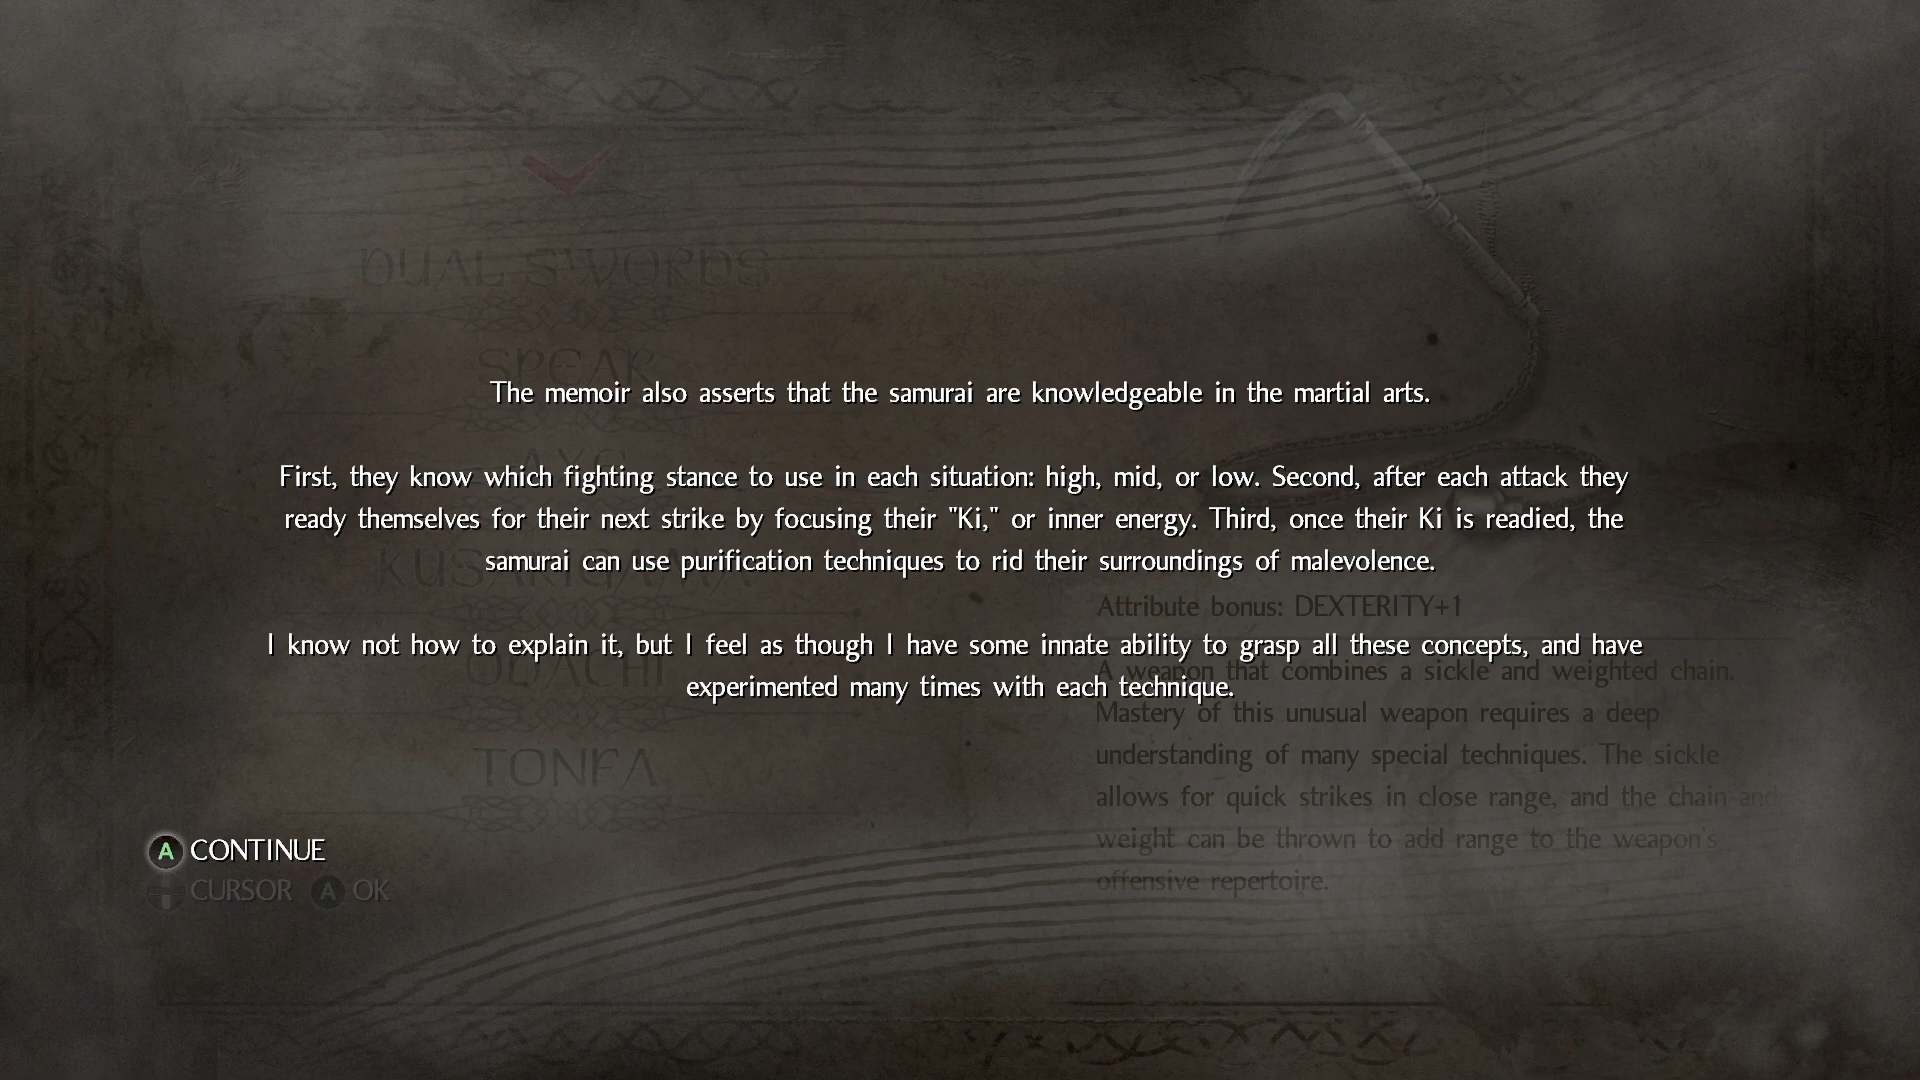 DUAL SWORDS
SPEAR
The memoir also asserts that the samurai are knowledgeable in the martial arts.
AXE
First, they know which fighting stance to use in each situation: high, mid, or low. Second, after each attack they
ready themselves for their next strike by focusing their "Ki," or inner energy. Third, once their Ki is readied, the
samurai can use purification techniques to rid their surroundings of malevolence.
KUSARIGAMA
Attribute bonus: DEXTERITY+1
I know not how to explain it, but I feel as though I have some innate ability to grasp all these concepts, and have
experimented many times with each technique.
ODACHI
A weapon that combines a sickle and weighted chain.
Mastery of this unusual weapon requires a deep
understanding of many special techniques. The sickle
allows for quick strikes in close range, and the chain and
weight can be thrown to add range to the weapon's
offensive repertoire.
TONFA
A CONTINUE
CURSOR A OK